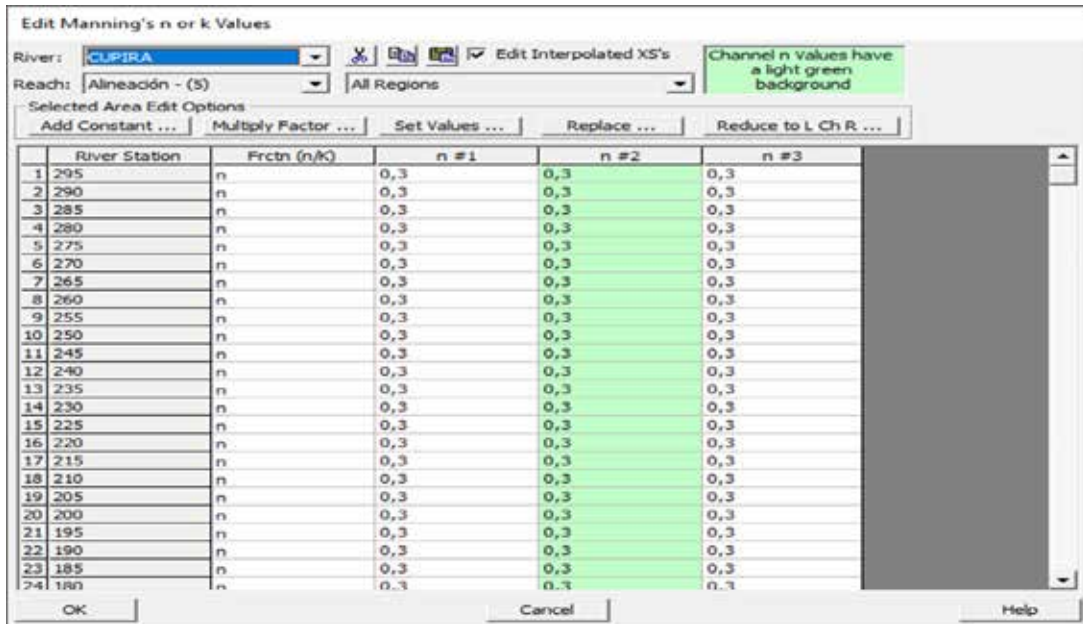 Edit Manning's n or k Values
River: CUPIRA Edit Interpolated XS's Channel n Values have
a light green
background
Reach: Alineación - (5) All Regions
Selected Area Edit Options
Add Constant ... Multiply Factor ... Set Values ... Replace ... Reduce to L Ch R ...
River Station Frctn (n/K) n #1 n #2 n #3
1 295 n 0,3 0,3 0,3
2 290 n 0,3 0,3 0,3
3 285 n 0,3 0,3 0,3
4 280 n 0,3 0,3 0,3
5 275 n 0,3 0,3 0,3
6 270 n 0,3 0,3 0,3
7 265 n 0,3 0,3 0,3
8 260 n 0,3 0,3 0,3
9 255 n 0,3 0,3 0,3
10 250 n 0,3 0,3 0,3
11 245 n 0,3 0,3 0,3
12 240 n 0,3 0,3 0,3
13 235 n 0,3 0,3 0,3
14 230 n 0,3 0,3 0,3
15 225 n 0,3 0,3 0,3
16 220 n 0,3 0,3 0,3
17 215 n 0,3 0,3 0,3
18 210 n 0,3 0,3 0,3
19 205 n 0,3 0,3 0,3
20 200 n 0,3 0,3 0,3
21 195 n 0,3 0,3 0,3
22 190 n 0,3 0,3 0,3
23 185 n 0,3 0,3 0,3
24 180 n 0,3 0,3 0,3
OK Cancel Help